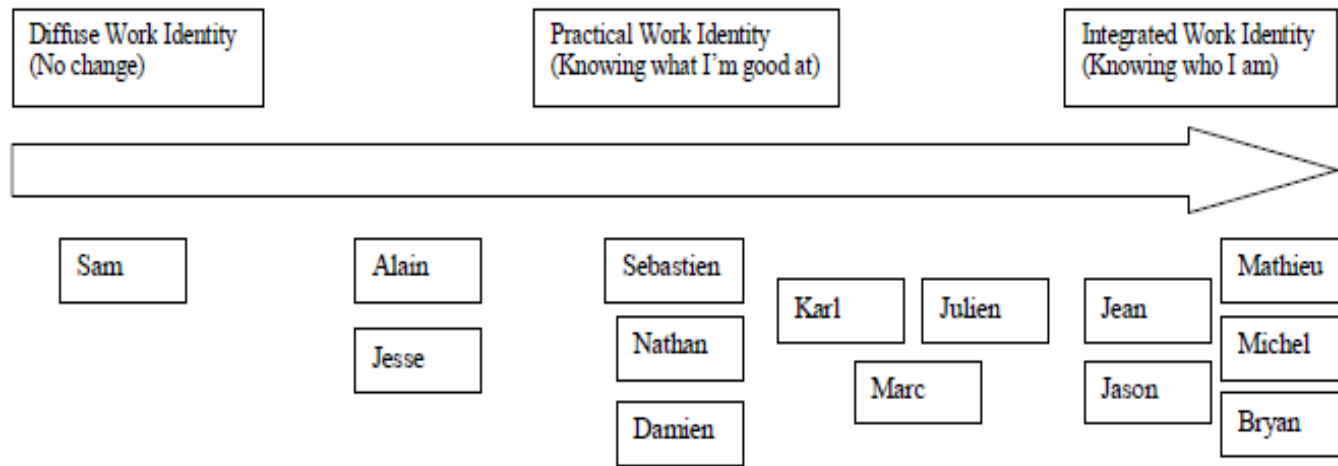 Diffuse Work Identity
(No change)
Practical Work Identity
(Knowing what I'm good at)
Integrated Work Identity
(Knowing who I am)
Sam
Alain
Jesse
Sebastien
Nathan
Damien
Karl
Julien
Marc
Jean
Jason
Mathieu
Michel
Bryan